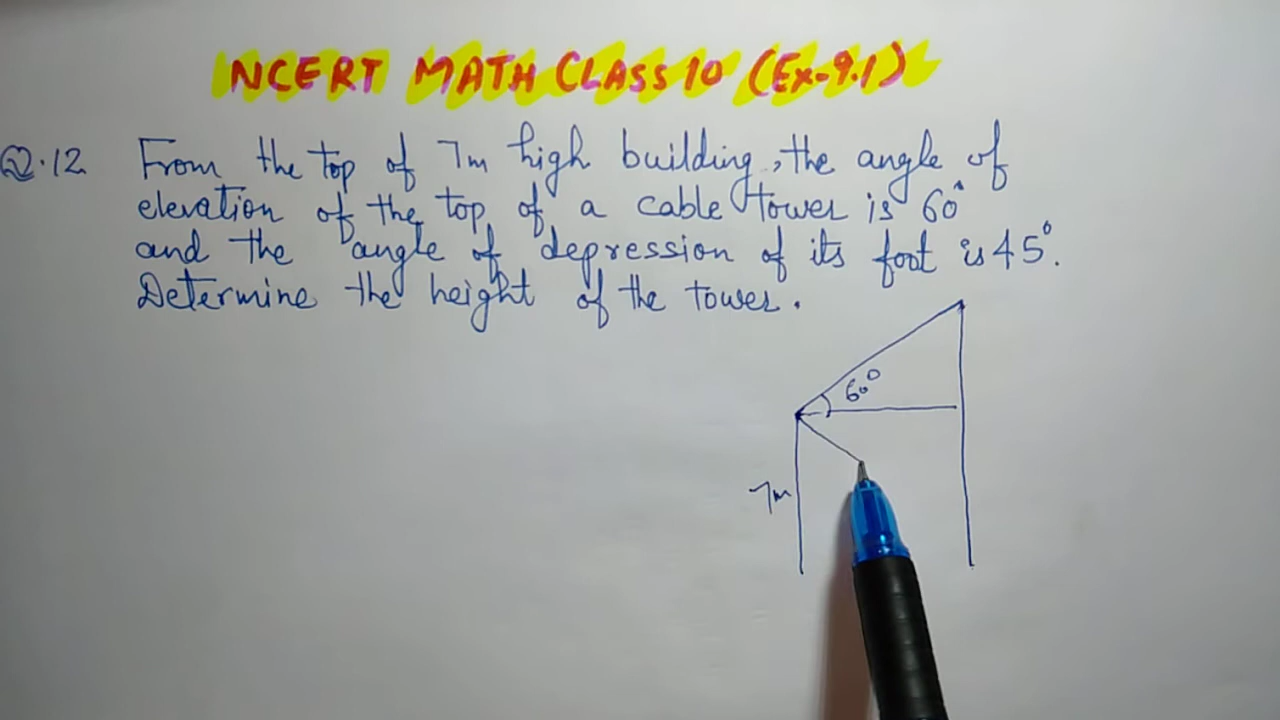 NCERT MATH CLASS 10 (Ex-9.1)
Q.12 From the top of 7m high building, the angle of
elevation of the top of a cable tower is 60°
and the angle of depression of its foot is 45°.
Determine the height of the tower.
60°
7m